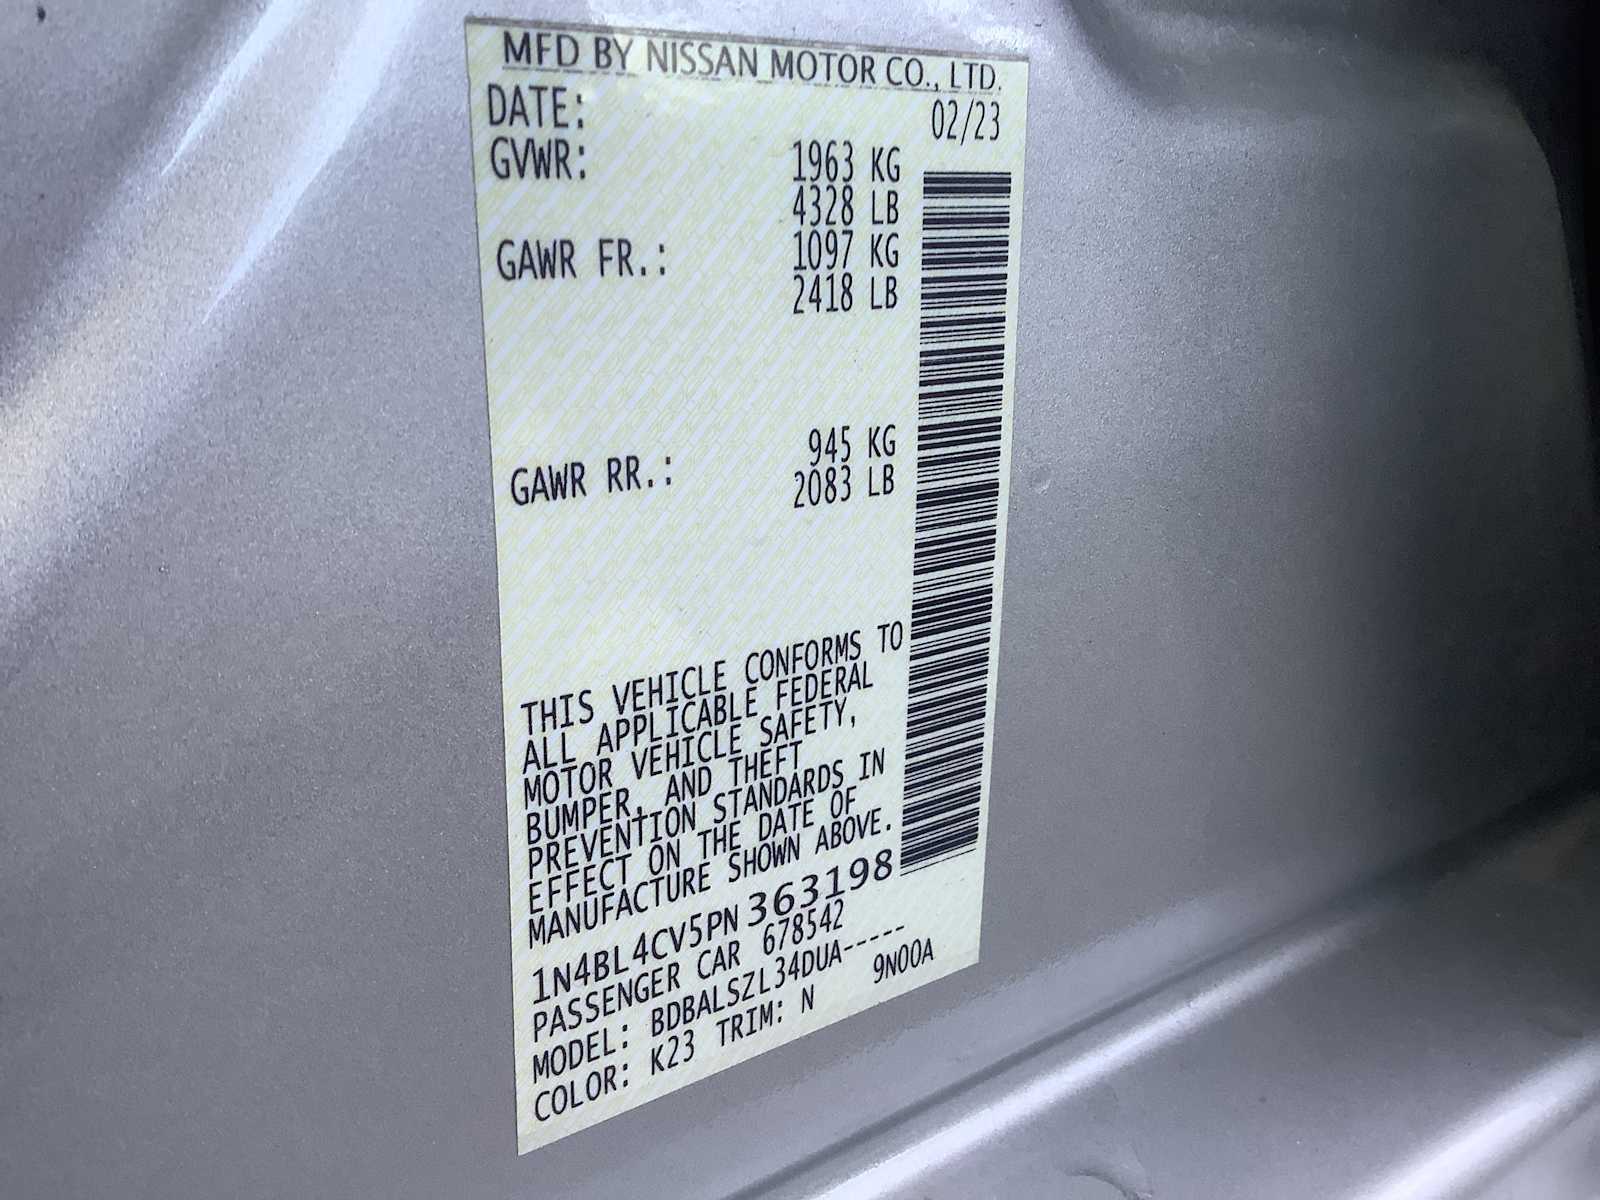 MFD BY NISSAN MOTOR CO., LTD.
DATE: 02/23
GVWR: 1963 KG
4328 LB
GAWR FR.: 1097 KG
2418 LB
GAWR RR.: 945 KG
2083 LB
THIS VEHICLE CONFORMS TO
ALL APPLICABLE FEDERAL
MOTOR VEHICLE SAFETY,
BUMPER, AND THEFT
PREVENTION STANDARDS IN
EFFECT ON THE DATE OF
MANUFACTURE SHOWN ABOVE.
1N4BL4CV5PN363198
PASSENGER CAR 678542
MODEL: BDBALSZL34DUA-----
COLOR: K23 TRIM: N 9N00A